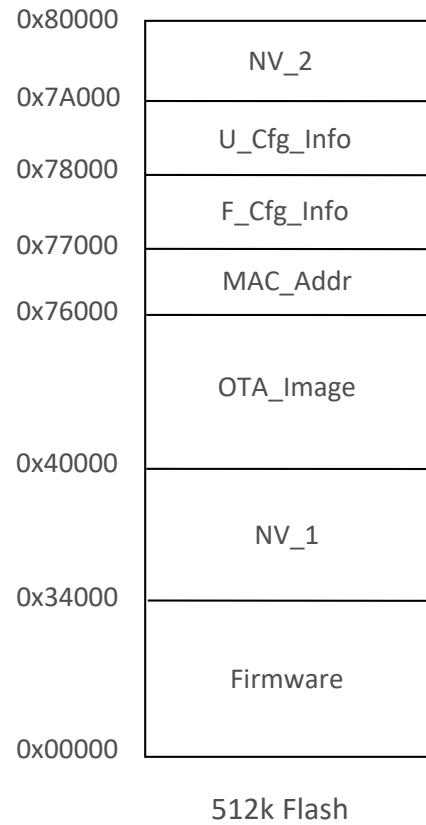 0x80000
NV_2
0x7A000
U_Cfg_Info
0x78000
F_Cfg_Info
0x77000
MAC_Addr
0x76000
OTA_Image
0x40000
NV_1
0x34000
Firmware
0x00000
512k Flash